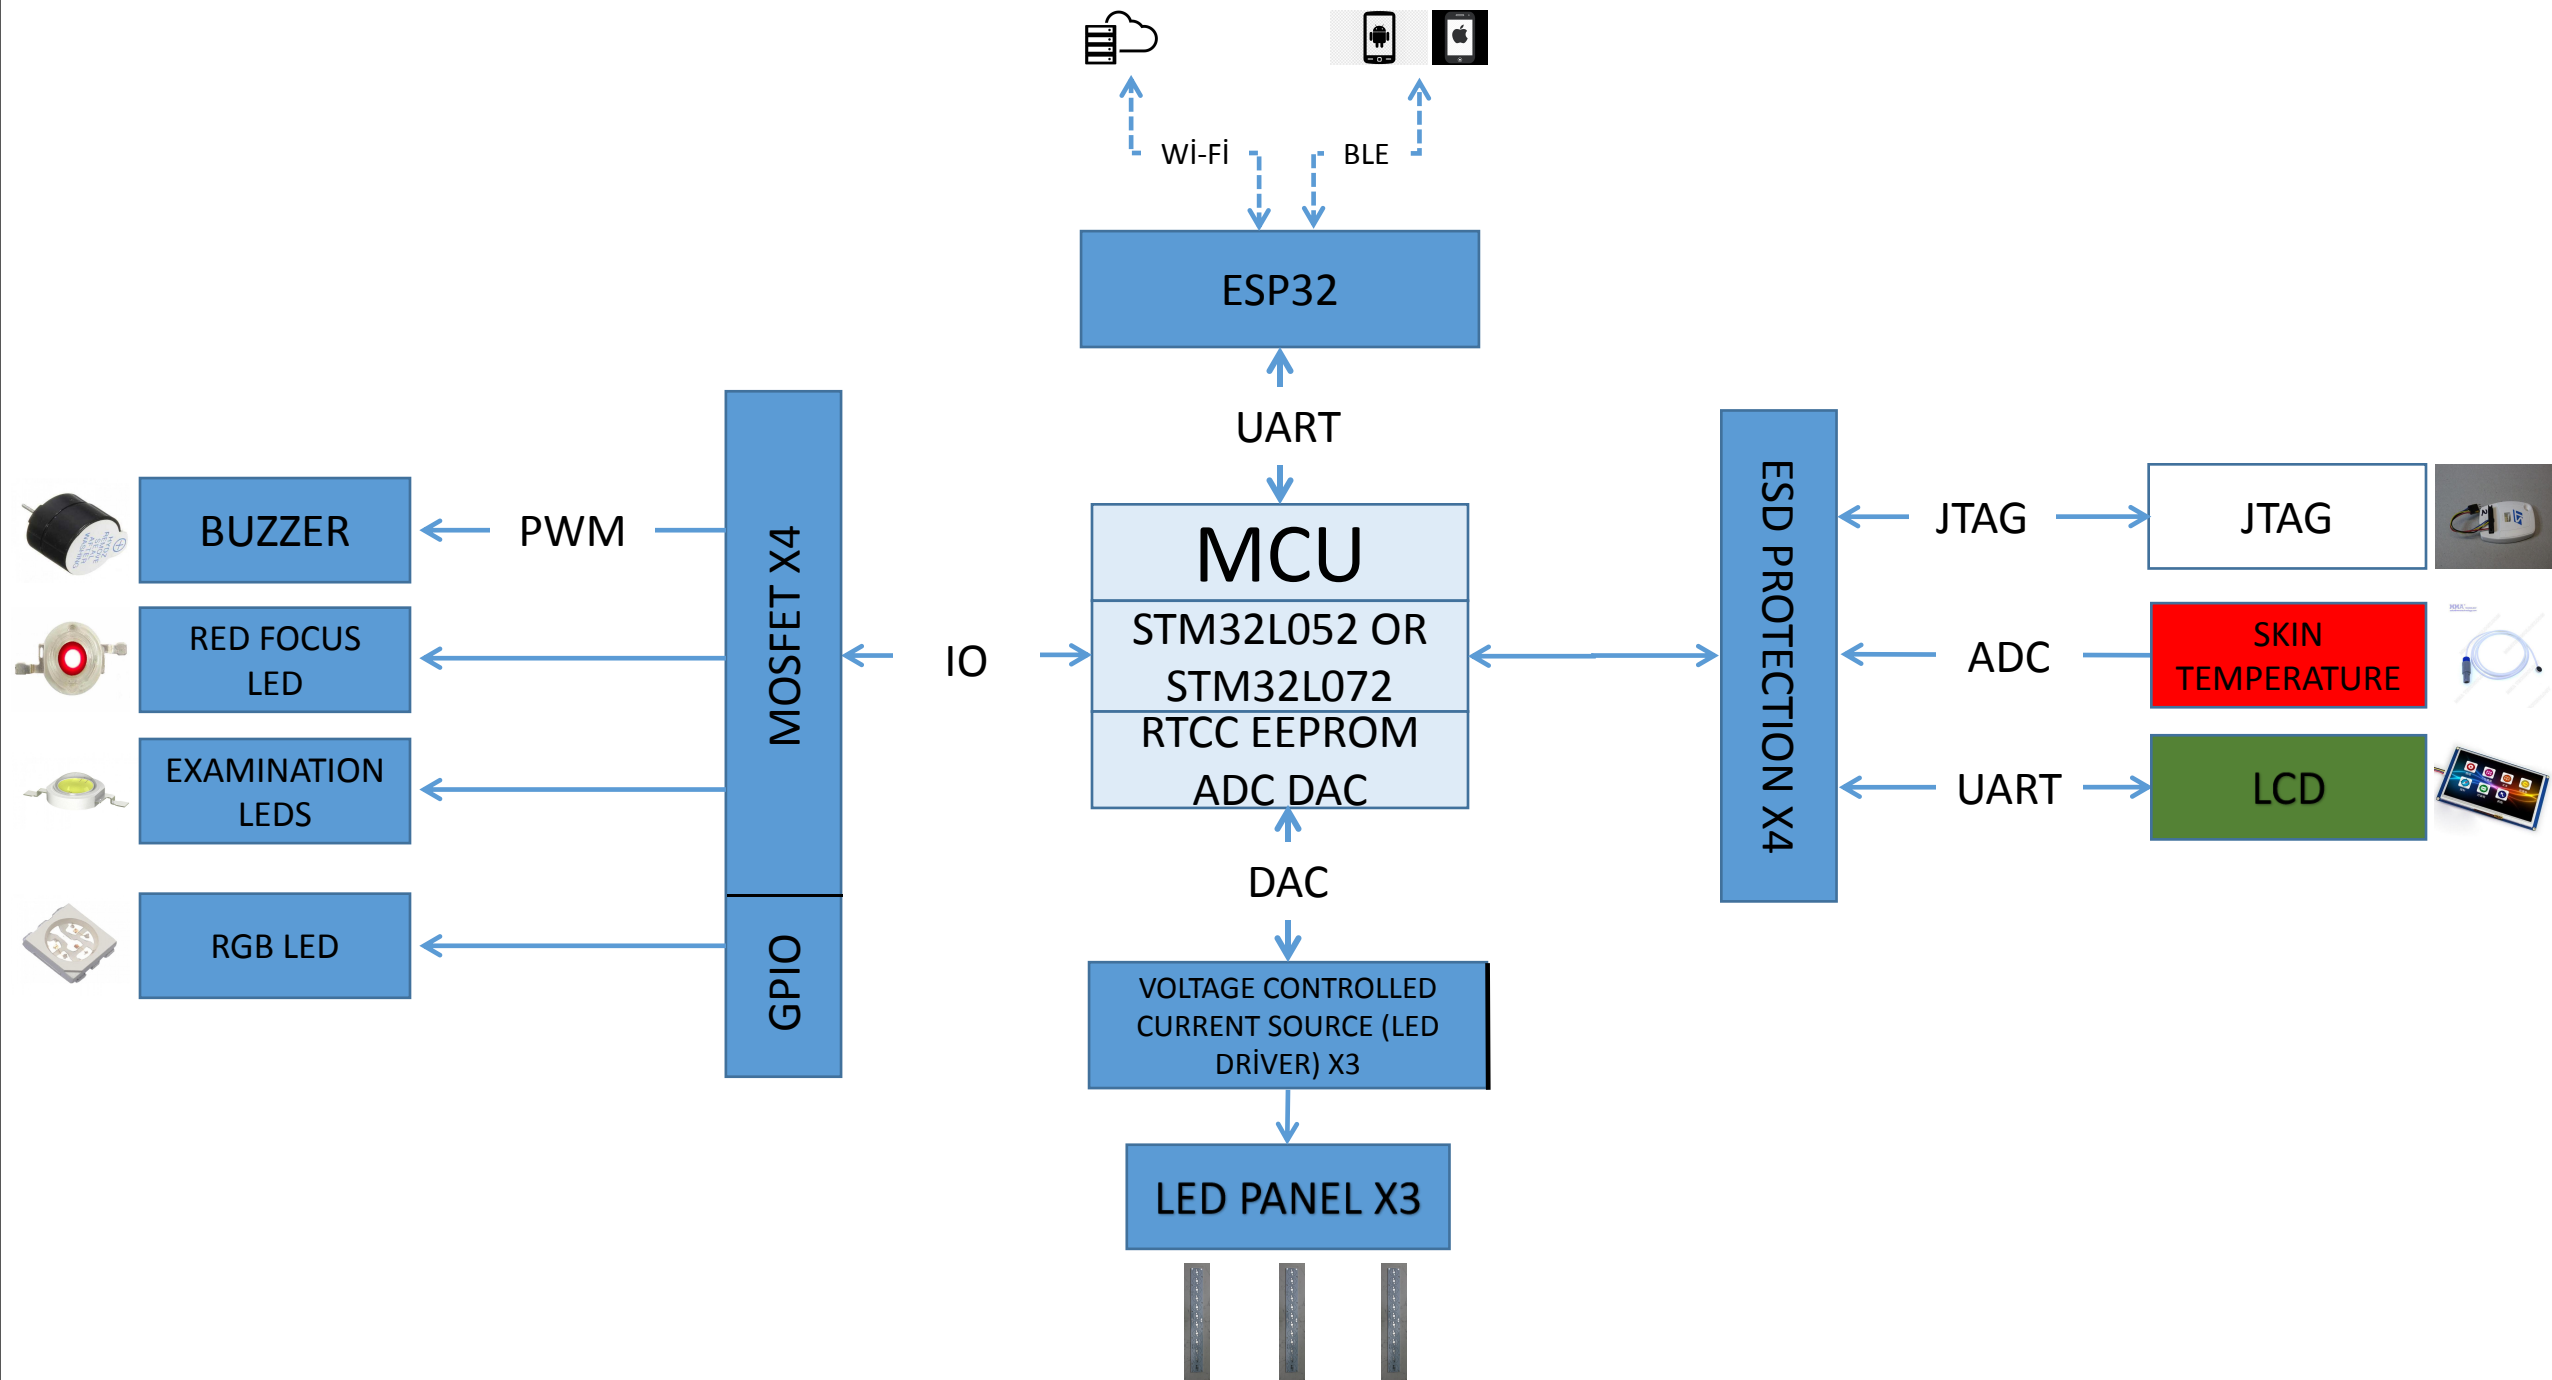 Wİ-Fİ
BLE
ESP32
UART
MCU
STM32L052 OR
STM32L072
RTCC EEPROM
ADC DAC
IO
MOSFET X4
GPIO
PWM
BUZZER
RED FOCUS
LED
EXAMINATION
LEDS
RGB LED
ESD PROTECTION X4
JTAG
JTAG
ADC
SKIN
TEMPERATURE
UART
LCD
DAC
VOLTAGE CONTROLLED
CURRENT SOURCE (LED
DRİVER) X3
LED PANEL X3